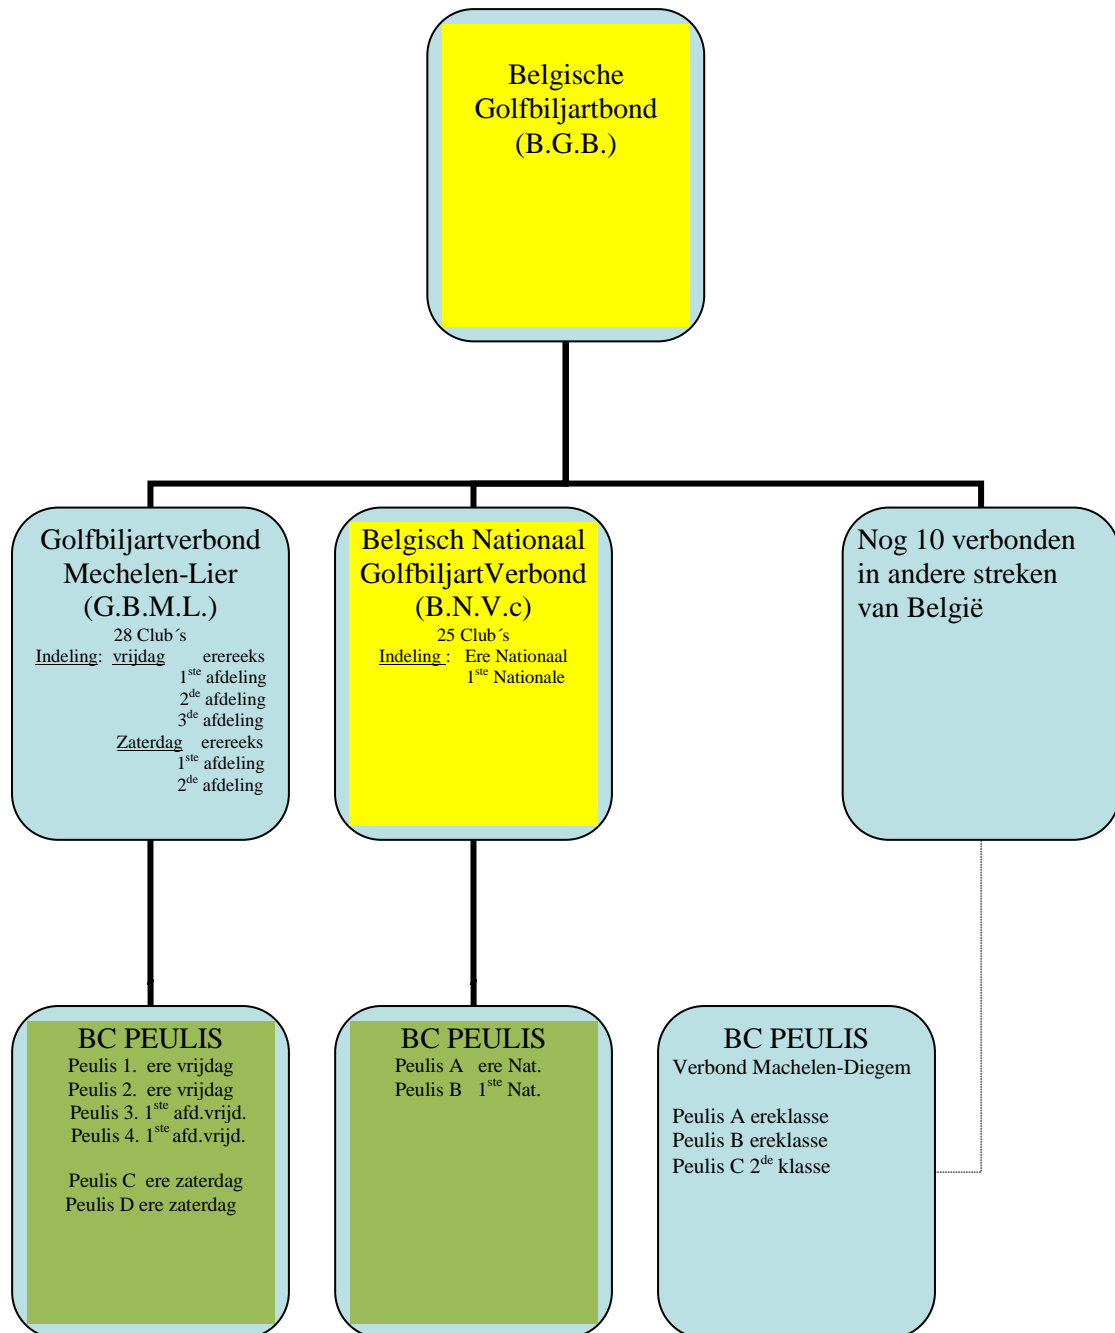 Belgische
Golfbiljartbond
(B.G.B.)
Golfbiljartverbond
Mechelen-Lier
(G.B.M.L.)
28 Club´s
Indeling: vrijdag erereeks
1ste afdeling
2de afdeling
3de afdeling
Zaterdag erereeks
1ste afdeling
2de afdeling
Belgisch Nationaal
GolfbiljartVerbond
(B.N.V.c)
25 Club´s
Indeling : Ere Nationaal
1ste Nationale
Nog 10 verbonden
in andere streken
van België
BC PEULIS
Peulis 1. ere vrijdag
Peulis 2. ere vrijdag
Peulis 3. 1ste afd.vrijd.
Peulis 4. 1ste afd.vrijd.
Peulis C ere zaterdag
Peulis D ere zaterdag
BC PEULIS
Peulis A ere Nat.
Peulis B 1ste Nat.
BC PEULIS
Verbond Machelen-Diegem
Peulis A ereklasse
Peulis B ereklasse
Peulis C 2de klasse